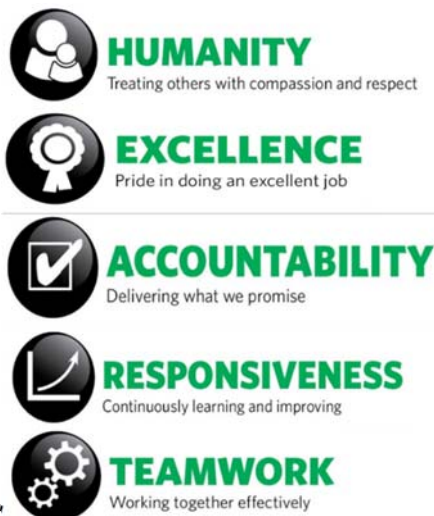 HUMANITY
Treating others with compassion and respect
EXCELLENCE
Pride in doing an excellent job
ACCOUNTABILITY
Delivering what we promise
RESPONSIVENESS
Continuously learning and improving
TEAMWORK
Working together effectively